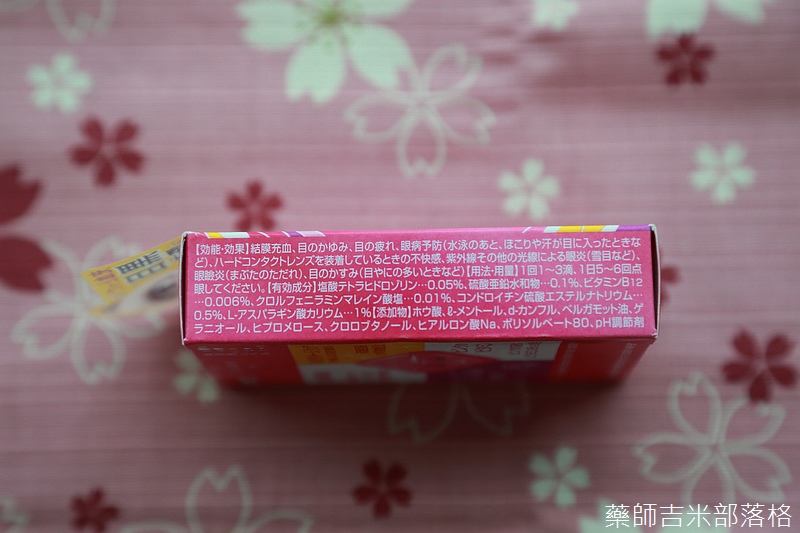 【効能・効果】結膜充血、目のかゆみ、目の疲れ、眼病予防(水泳のあと、ほこりや汗が目に入ったときな
ど)、ハードコンタクトレンズを装着しているときの不快感、紫外線その他の光線による眼炎(雪目など)、
眼瞼炎(まぶたのただれ)、目のかすみ(目やにの多いときなど)【用法・用量】1回1〜3滴、1日5〜6回点
眼してください。【有効成分】塩酸テトラヒドロゾリン…0.05%、硫酸亜鉛水和物…0.1%、ビタミンB12
…0.006%、クロルフェニラミンマレイン酸塩…0.01%、コンドロイチン硫酸エステルナトリウム…
0.5%、L-アスパラギン酸カリウム…1%【添加物】ホウ酸、ℓ-メントール、d-カンフル、ベルガモット油、ゲ
ラニオール、ヒプロメロース、クロロブタノール、ヒアルロン酸Na、ポリソルベート80、pH調節剤
藥師吉米部落格